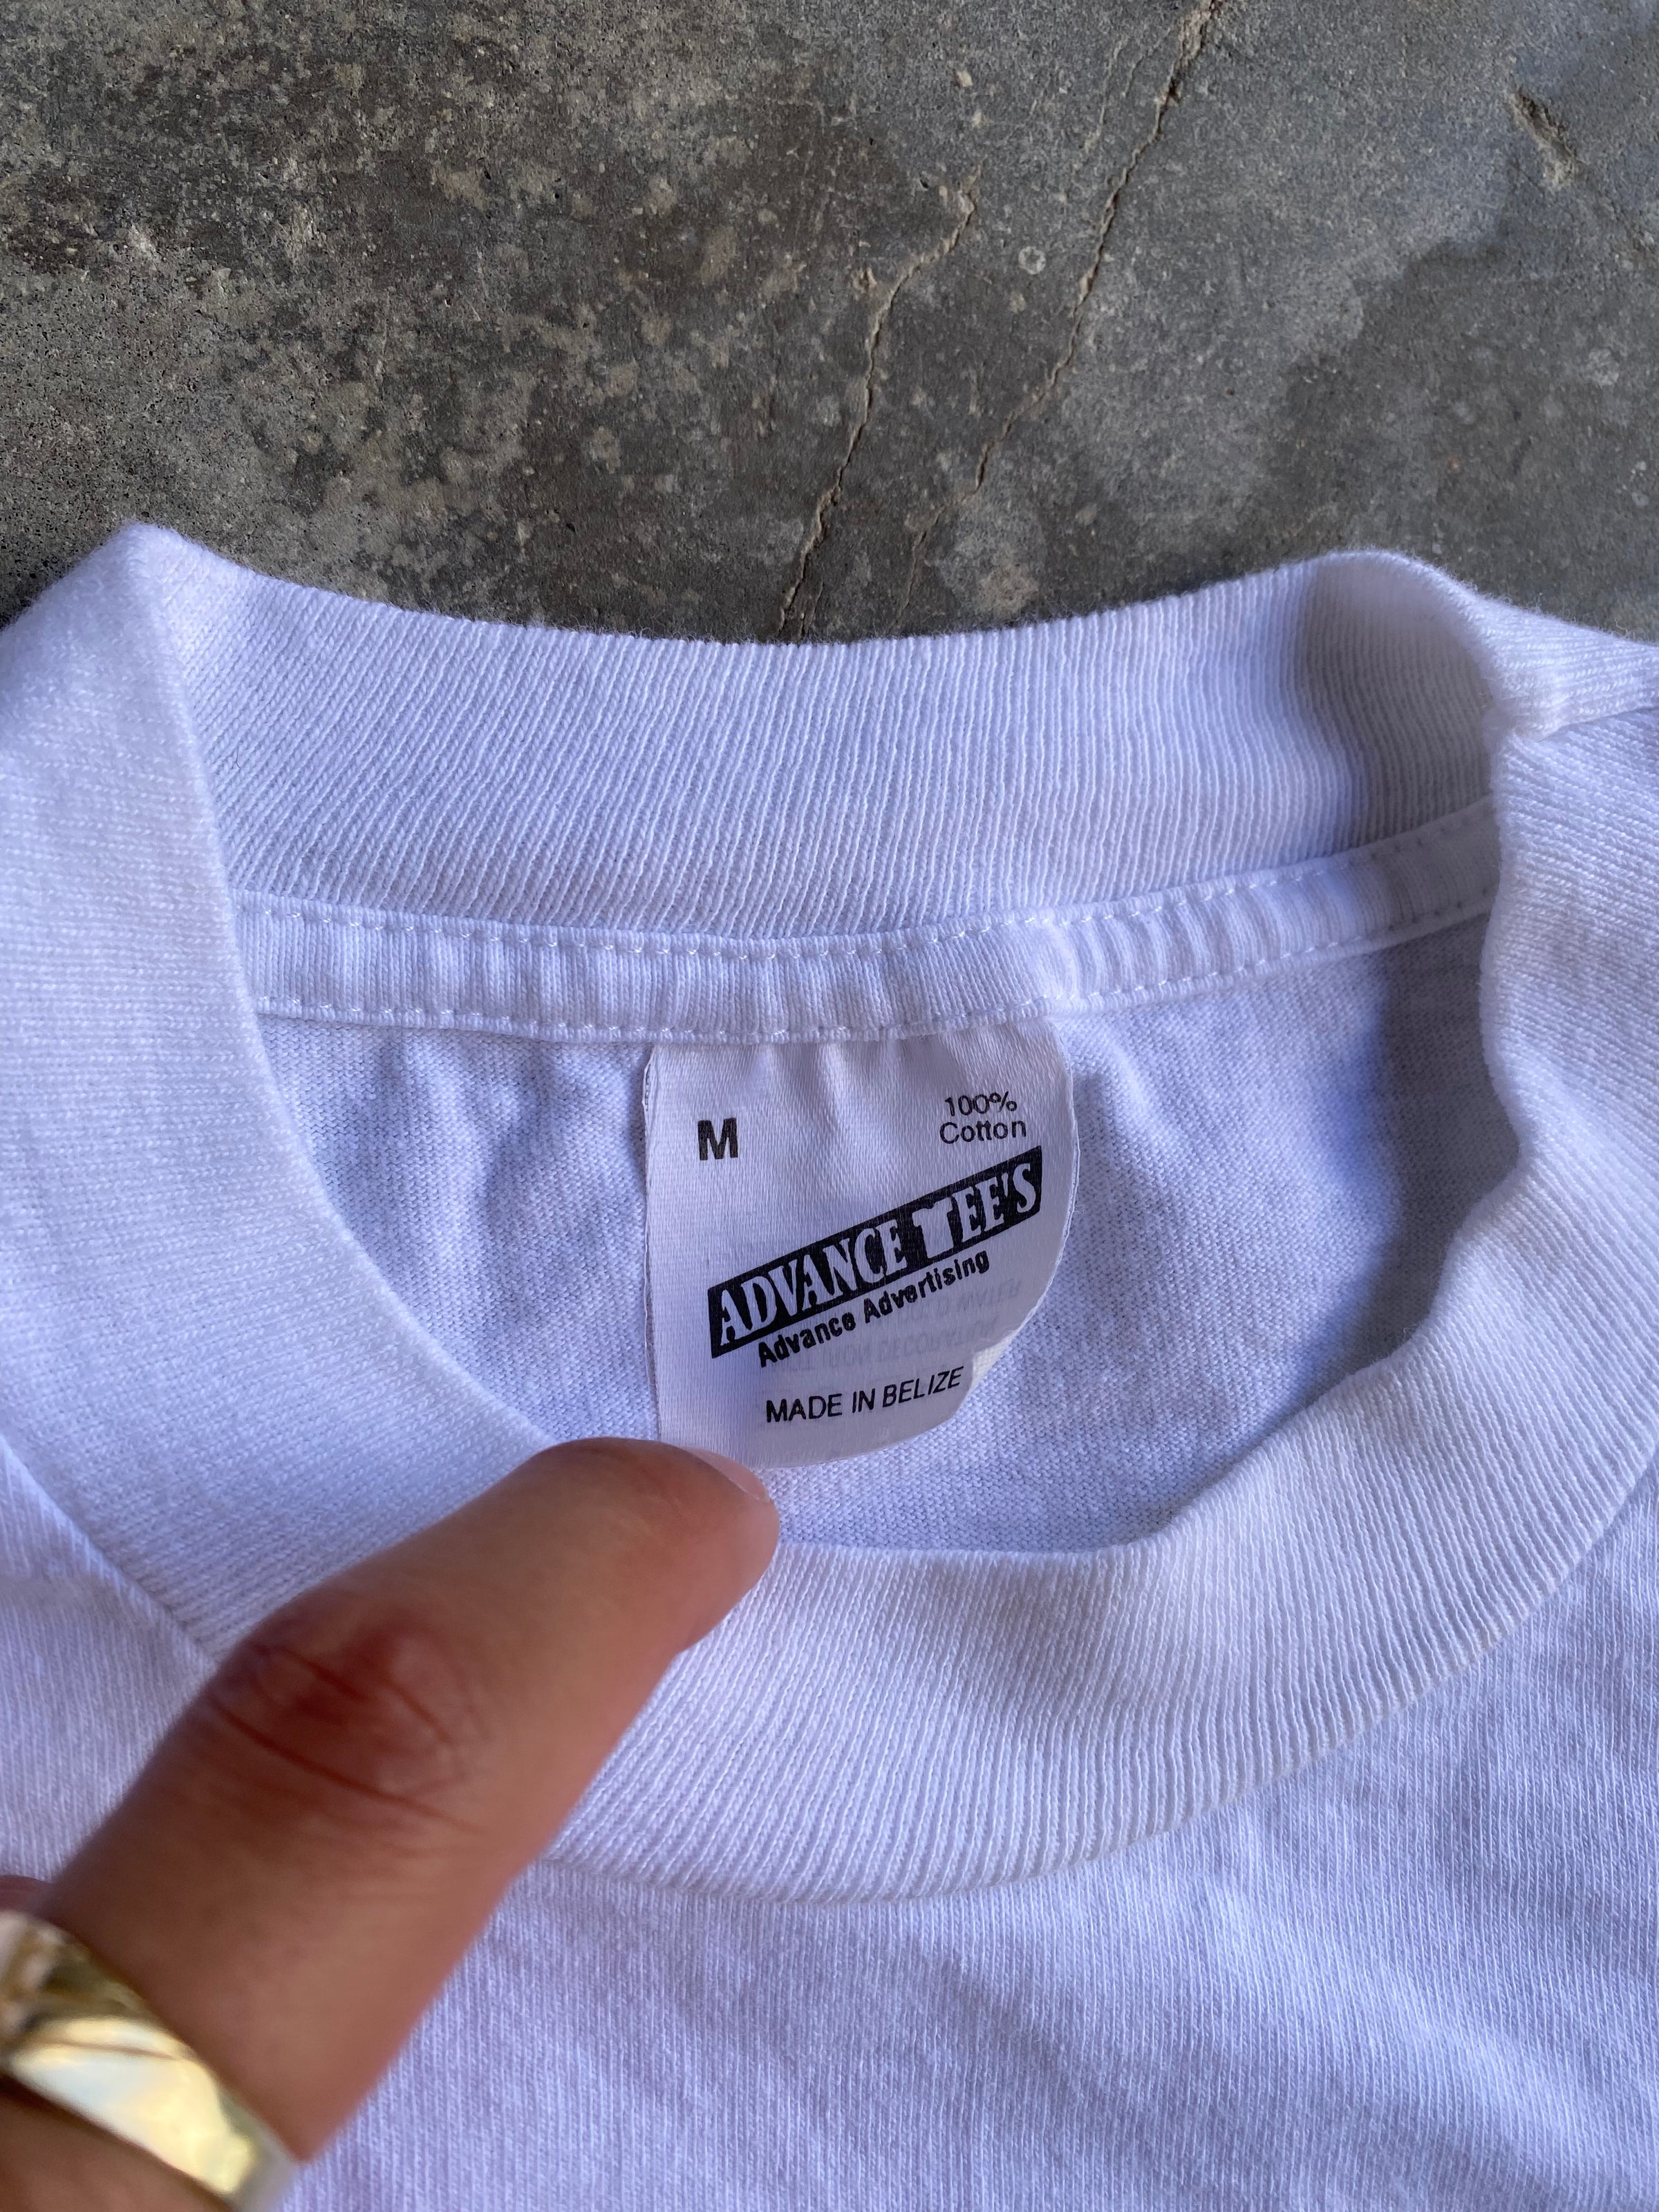 M
100%
Cotton
ADVANCE TEE'S
Advance Advertising
MADE IN BELIZE